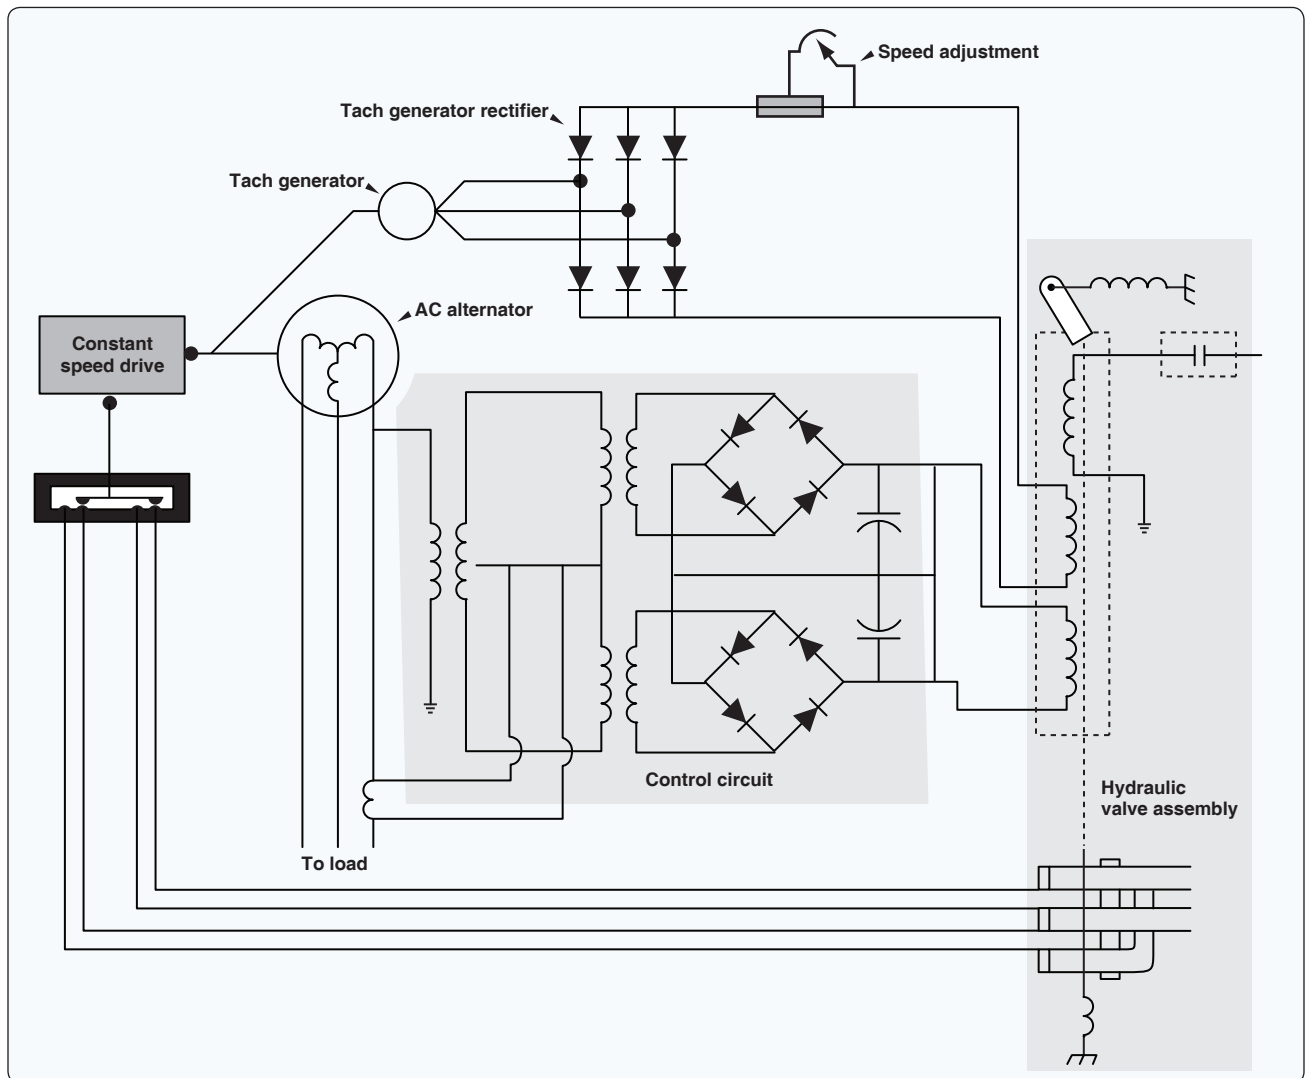 Speed adjustment
Tach generator rectifier
Tach generator
AC alternator
Constant
speed drive
Control circuit
Hydraulic
valve assembly
To load